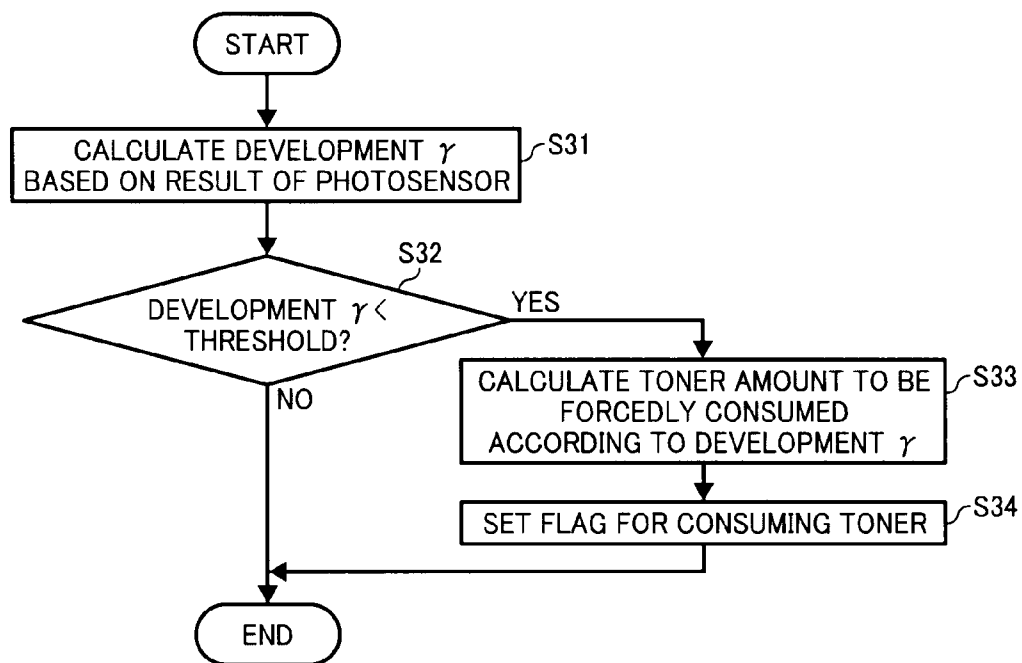 START
CALCULATE DEVELOPMENT γ
BASED ON RESULT OF PHOTOSENSOR
S31
S32
DEVELOPMENT γ <
THRESHOLD?
YES
NO
CALCULATE TONER AMOUNT TO BE
FORCEDLY CONSUMED
ACCORDING TO DEVELOPMENT γ
S33
SET FLAG FOR CONSUMING TONER
S34
END